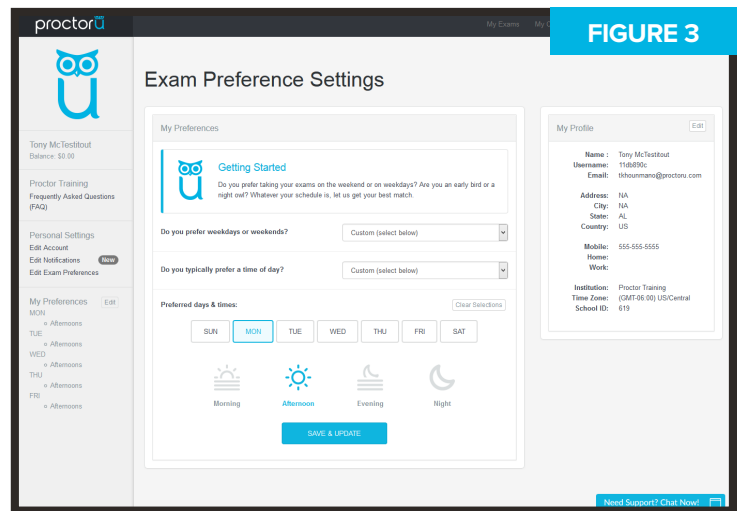 proctoru
My Exams My
FIGURE 3
Tony McTestitout
Balance: $0.00
Proctor Training
Frequently Asked Questions
(FAQ)
Personal Settings
Edit Account
Edit Notifications New
Edit Exam Preferences
My Preferences Edit
MON
Afternoons
TUE
Afternoons
WED
Afternoons
THU
Afternoons
FRI
Afternoons
Exam Preference Settings
My Preferences
Getting Started
Do you prefer taking your exams on the weekend or on weekdays? Are you an early bird or a
night owl? Whatever your schedule is, let us get your best match.
Do you prefer weekdays or weekends? Custom (select below)
Do you typically prefer a time of day? Custom (select below)
Preferred days & times: Clear Selections
SUN MON TUE WED THU FRI SAT
Morning Afternoon Evening Night
SAVE & UPDATE
My Profile Edit
Name : Tony McTestitout
Username: 11db890c
Email: tkhounmano@proctoru.com
Address: NA
City: NA
State: AL
Country: US
Mobile: 555-555-5555
Home:
Work:
Institution: Proctor Training
Time Zone: (GMT-06:00) US/Central
School ID: 619
Need Support? Chat Now!